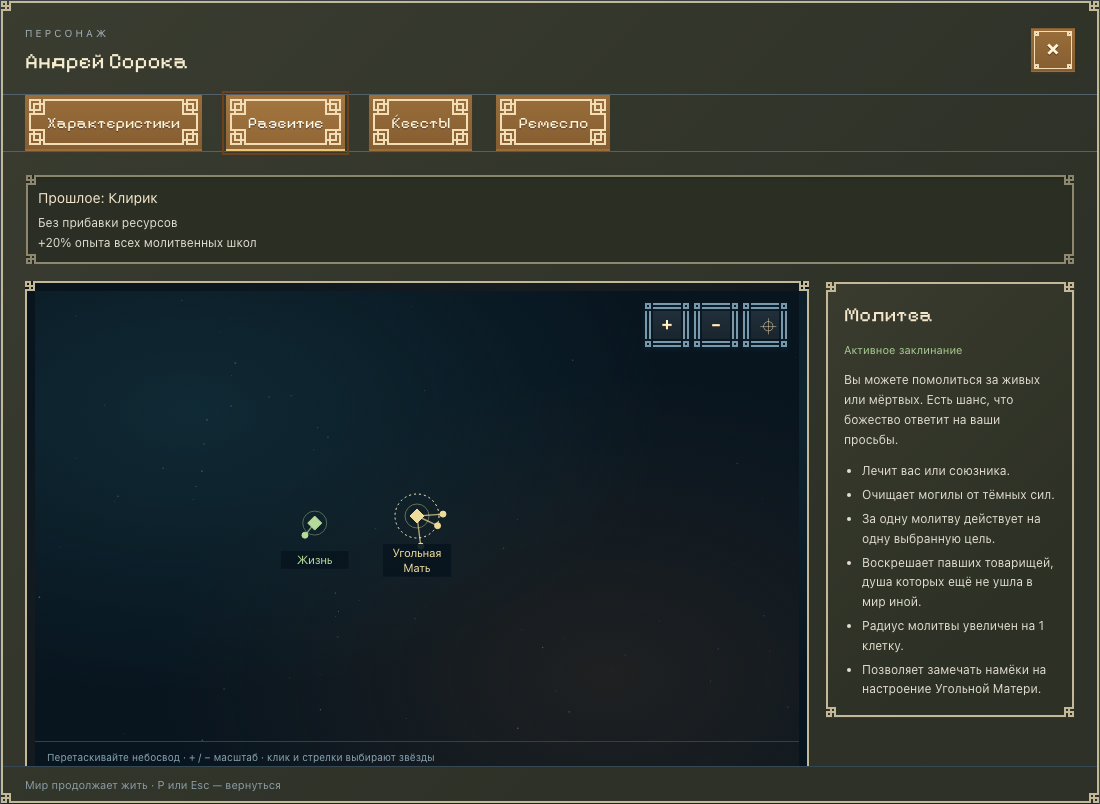 ПЕРСОНАЖ
Андрей Сорока
×
Характеристики
Развитие
Квесты
Ремесло
Прошлое: Клирик
Без прибавки ресурсов
+20% опыта всех молитвенных школ
+
−
Жизнь
Угольная
Мать
Перетаскивайте небосвод · + / − масштаб · клик и стрелки выбирают звёзды
Молитва
Активное заклинание
Вы можете помолиться за живых
или мёртвых. Есть шанс, что
божество ответит на ваши
просьбы.
• Лечит вас или союзника.
• Очищает могилы от тёмных сил.
• За одну молитву действует на
одну выбранную цель.
• Воскрешает павших товарищей,
душа которых ещё не ушла в
мир иной.
• Радиус молитвы увеличен на 1
клетку.
• Позволяет замечать намёки на
настроение Угольной Матери.
Мир продолжает жить · P или Esc — вернуться